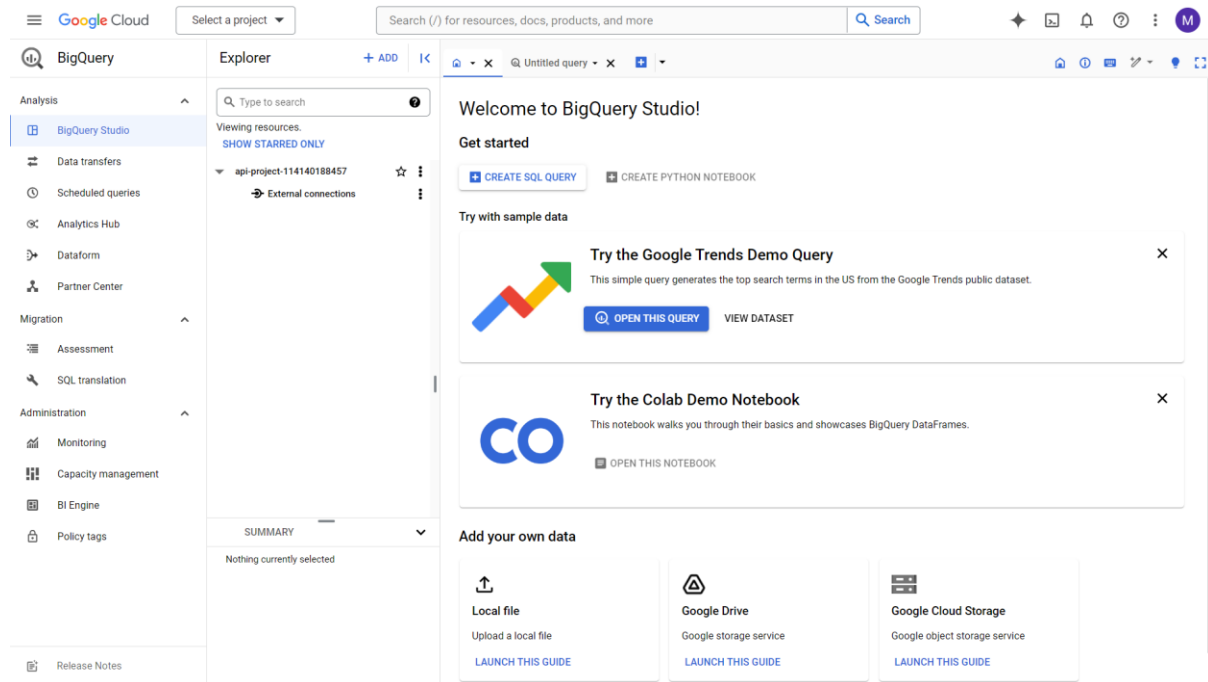 Google Cloud
Select a project
Search (/) for resources, docs, products, and more
Search
M
BigQuery
Analysis
BigQuery Studio
Data transfers
Scheduled queries
Analytics Hub
Dataform
Partner Center
Migration
Assessment
SQL translation
Administration
Monitoring
Capacity management
BI Engine
Policy tags
Release Notes
Explorer
+ ADD
Type to search
Viewing resources.
SHOW STARRED ONLY
api-project-114140188457
External connections
SUMMARY
Nothing currently selected
Untitled query
Welcome to BigQuery Studio!
Get started
CREATE SQL QUERY
CREATE PYTHON NOTEBOOK
Try with sample data
Try the Google Trends Demo Query
This simple query generates the top search terms in the US from the Google Trends public dataset.
OPEN THIS QUERY
VIEW DATASET
Try the Colab Demo Notebook
This notebook walks you through their basics and showcases BigQuery DataFrames.
OPEN THIS NOTEBOOK
Add your own data
Local file
Upload a local file
LAUNCH THIS GUIDE
Google Drive
Google storage service
LAUNCH THIS GUIDE
Google Cloud Storage
Google object storage service
LAUNCH THIS GUIDE